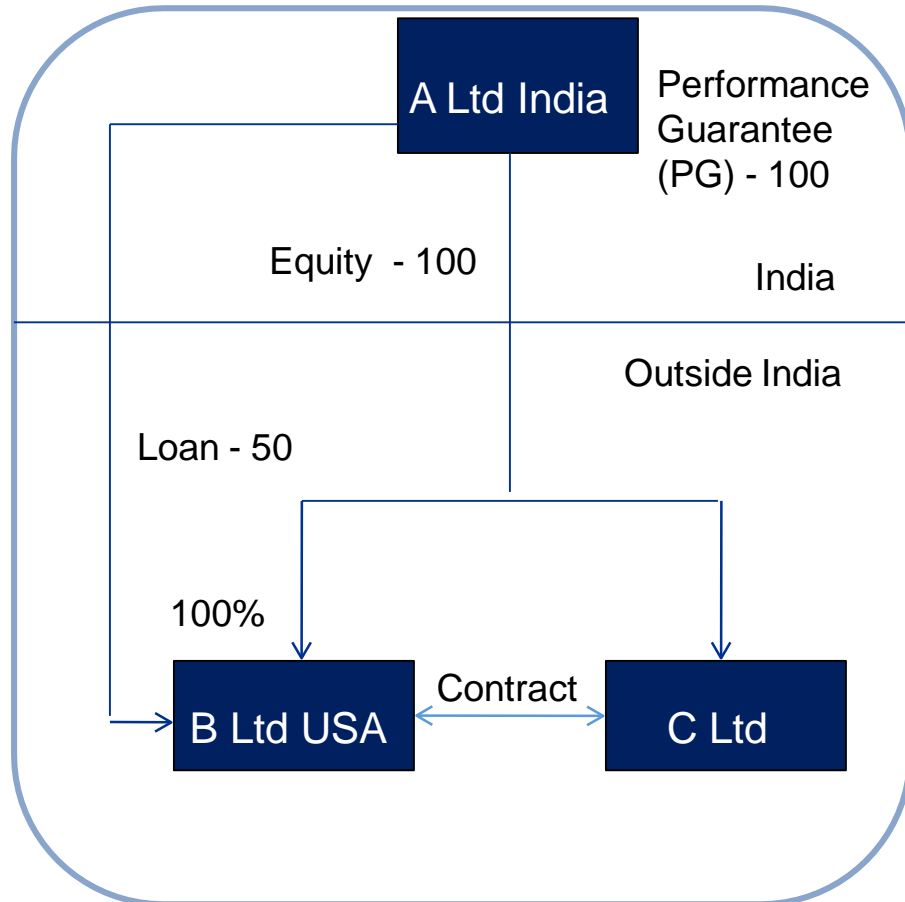 A Ltd India
Performance
Guarantee
(PG) - 100
Equity - 100
India
Outside India
Loan - 50
100%
Contract
B Ltd USA
C Ltd